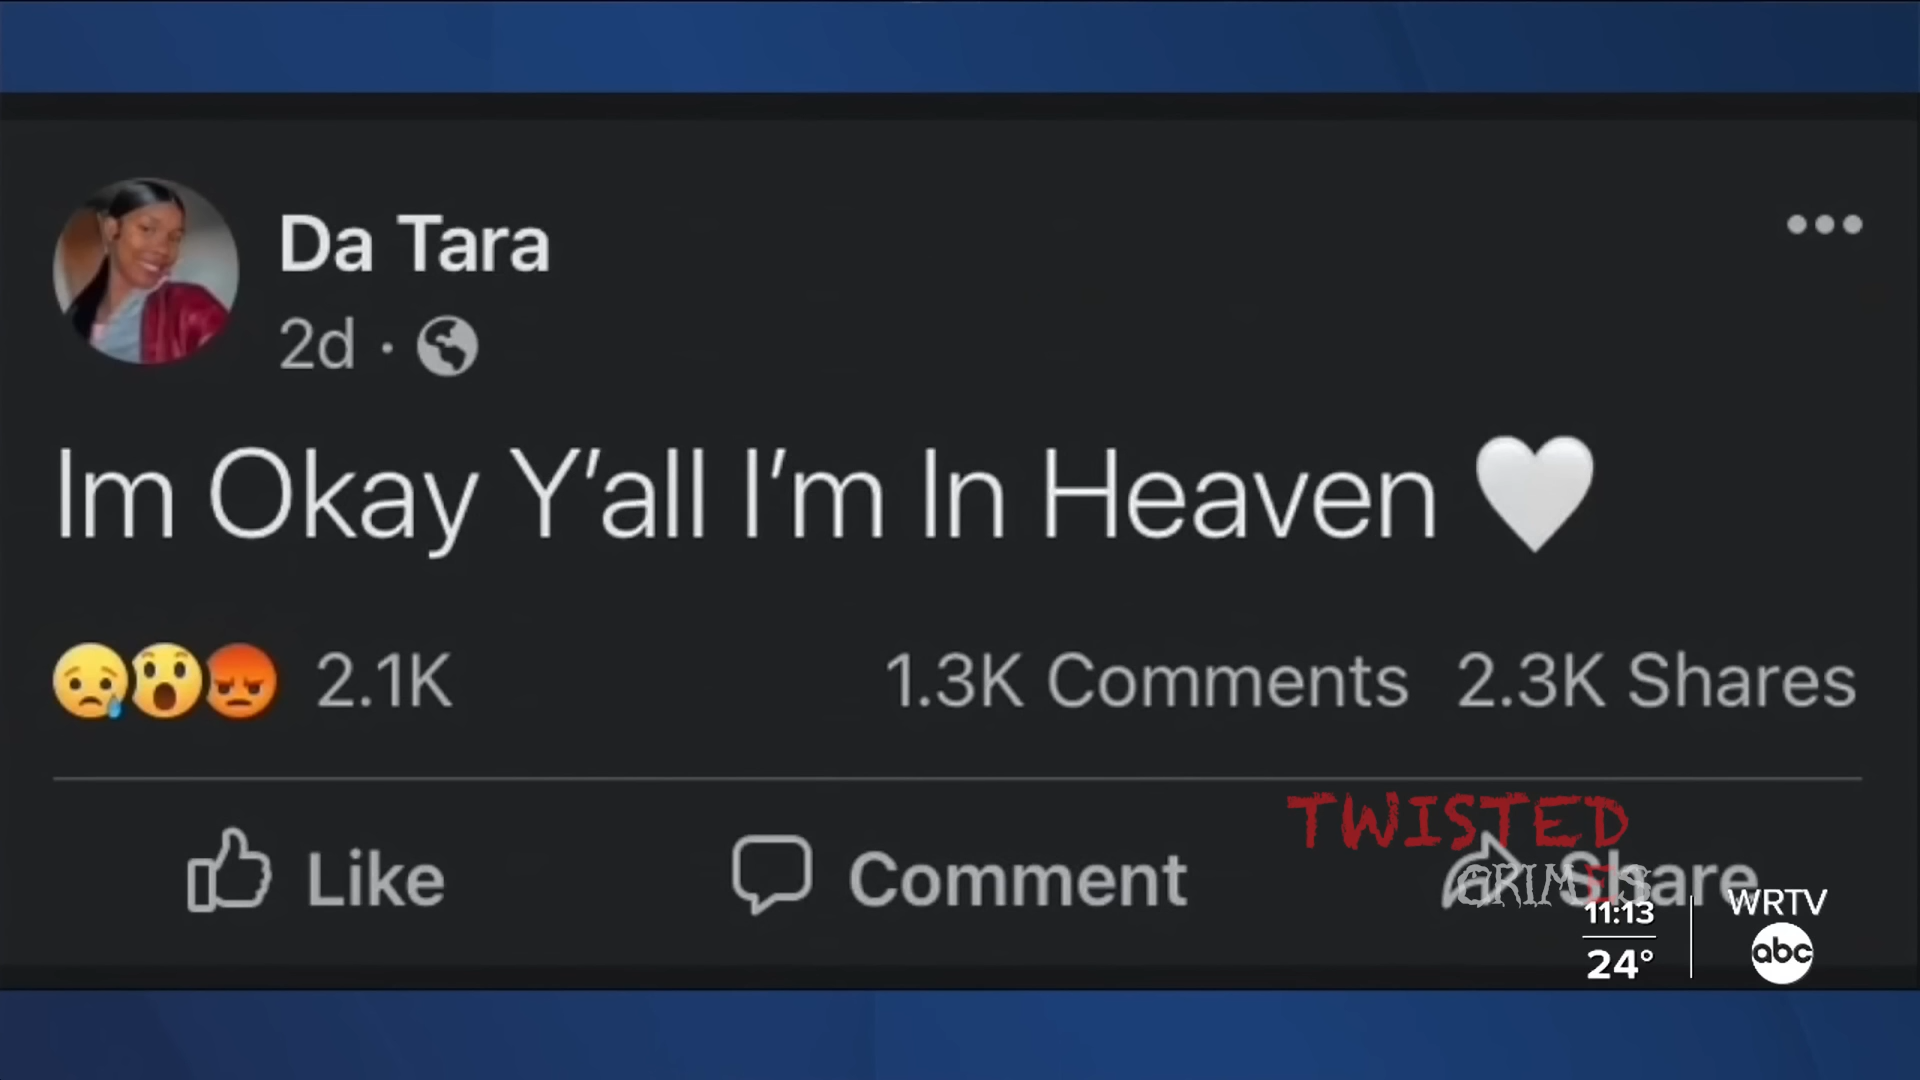 Da Tara
2d ·
Im Okay Y'all I'm In Heaven 🤍
2.1K
1.3K Comments 2.3K Shares
TWISTED
Like
Comment
Share
CRIMES
11:13
24°
WRTV
abc